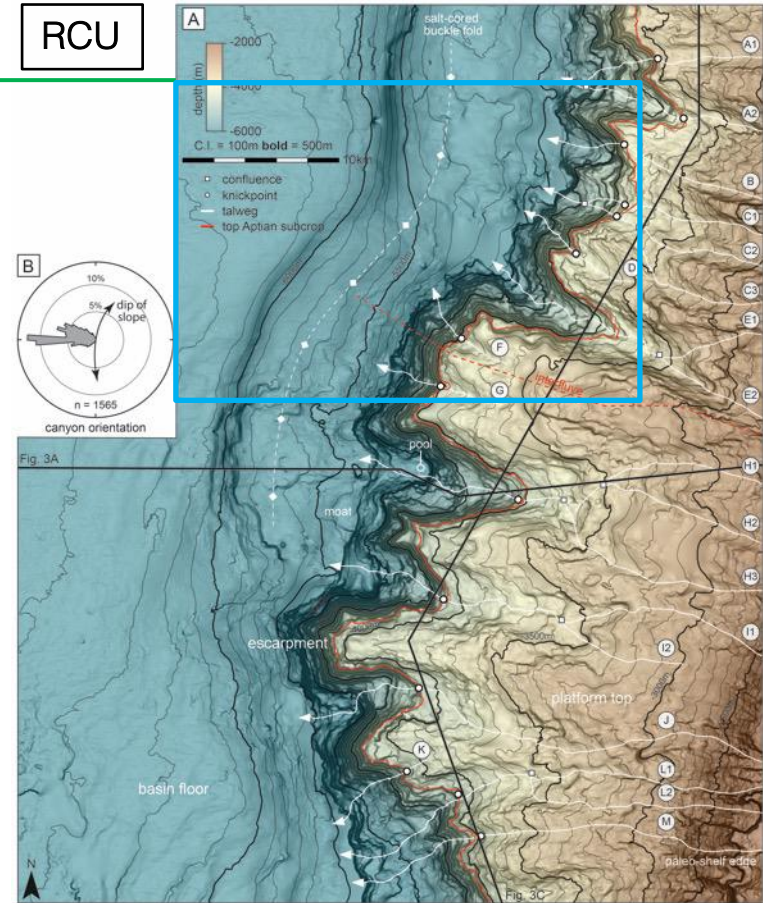 RCU
A
-2000
-4000
-6000
depth (m)
C.I. = 100m bold = 500m
10km
confluence
knickpoint
talweg
top Aptian subcrop
salt-cored
buckle fold
A1
A2
B
C1
C2
D
C3
E1
E2
F
G
interfluve
B
10%
5%
dip of
slope
n = 1565
canyon orientation
Fig. 3A
pool
moat
H1
H2
H3
I1
escarpment
3500m
I2
platform top
J
K
L1
L2
M
basin floor
paleo-shelf edge
N
Fig. 3C